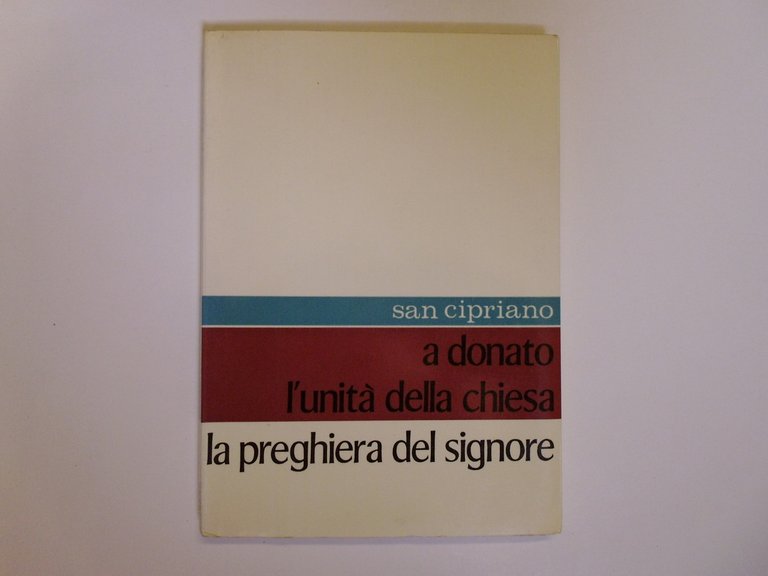 san cipriano
a donato
l'unità della chiesa
la preghiera del signore